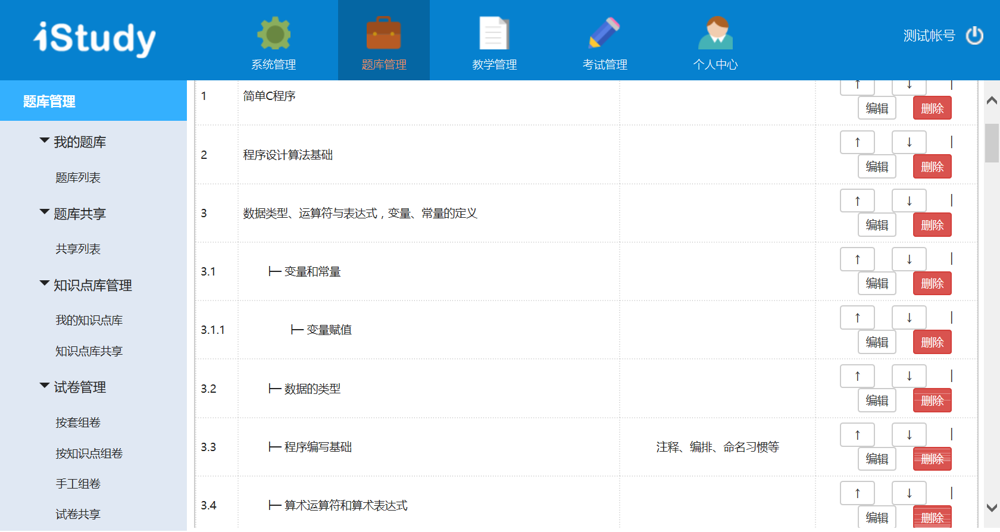 iStudy
系统管理
题库管理
教学管理
考试管理
个人中心
测试帐号
题库管理
我的题库
题库列表
题库共享
共享列表
知识点库管理
我的知识点库
知识点库共享
试卷管理
按套组卷
按知识点组卷
手工组卷
试卷共享
1 简单C程序 ↑ ↓ |
编辑 删除
2 程序设计算法基础 ↑ ↓ |
编辑 删除
3 数据类型、运算符与表达式，变量、常量的定义 ↑ ↓ |
编辑 删除
3.1 ├─ 变量和常量 ↑ ↓ |
编辑 删除
3.1.1 ├─ 变量赋值 ↑ ↓ |
编辑 删除
3.2 ├─ 数据的类型 ↑ ↓ |
编辑 删除
3.3 ├─ 程序编写基础 注释、编排、命名习惯等 ↑ ↓ |
编辑 删除
3.4 ├─ 算术运算符和算术表达式 ↑ ↓ |
编辑 删除